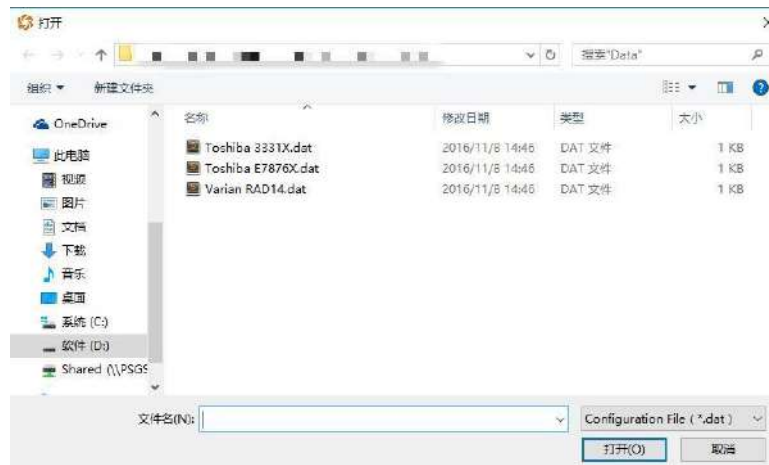 打开
搜索"Data"
组织 新建文件夹
名称 修改日期 类型 大小
OneDrive
此电脑
视频
图片
文档
下载
音乐
桌面
系统 (C:)
软件 (D:)
Shared (\\PSGS
Toshiba 3331X.dat 2016/11/8 14:46 DAT 文件 1 KB
Toshiba E7876X.dat 2016/11/8 14:46 DAT 文件 1 KB
Varian RAD14.dat 2016/11/8 14:46 DAT 文件 1 KB
文件名(N): Configuration File ( *.dat )
打开(O) 取消